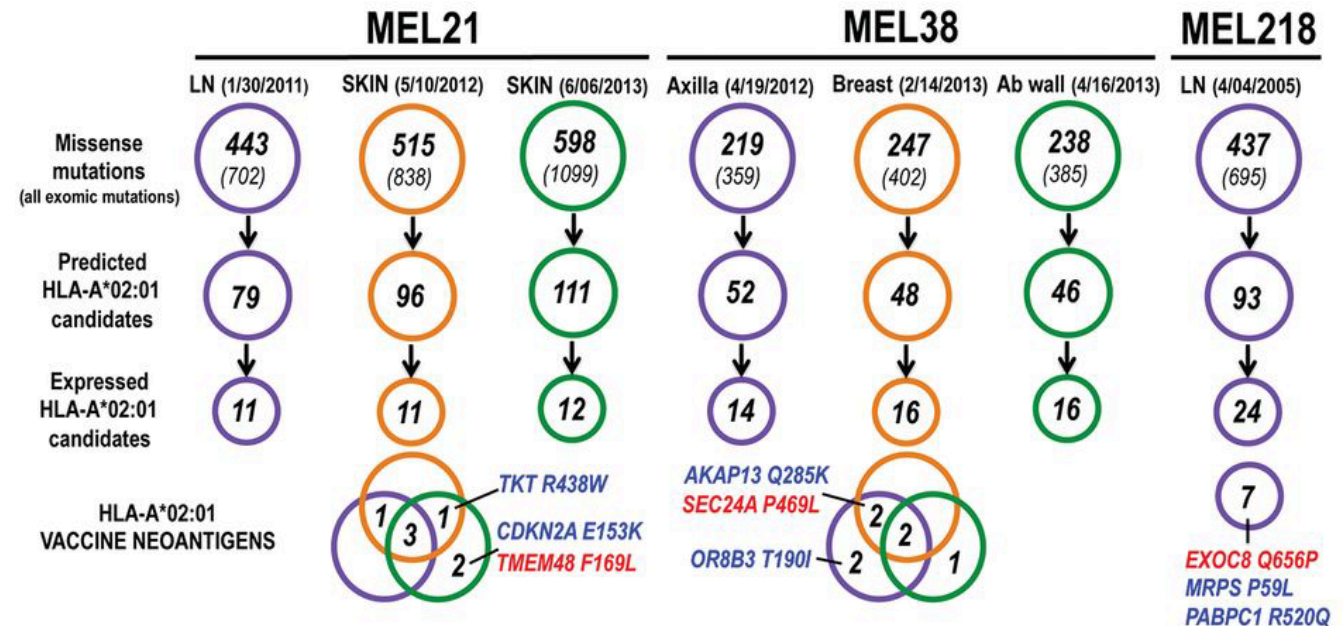 MEL21 MEL38 MEL218
LN (1/30/2011) SKIN (5/10/2012) SKIN (6/06/2013) Axilla (4/19/2012) Breast (2/14/2013) Ab wall (4/16/2013) LN (4/04/2005)
Missense
mutations
(all exomic mutations)
443 515 598 219 247 238 437
(702) (838) (1099) (359) (402) (385) (695)
Predicted
HLA-A*02:01
candidates
79 96 111 52 48 46 93
Expressed
HLA-A*02:01
candidates
11 11 12 14 16 16 24
HLA-A*02:01
VACCINE NEOANTIGENS
1 1 TKT R438W
3
2 CDKN2A E153K
TMEM48 F169L
AKAP13 Q285K
SEC24A P469L
2 2
OR8B3 T190I 2 1
7
EXOC8 Q656P
MRPS P59L
PABPC1 R520Q